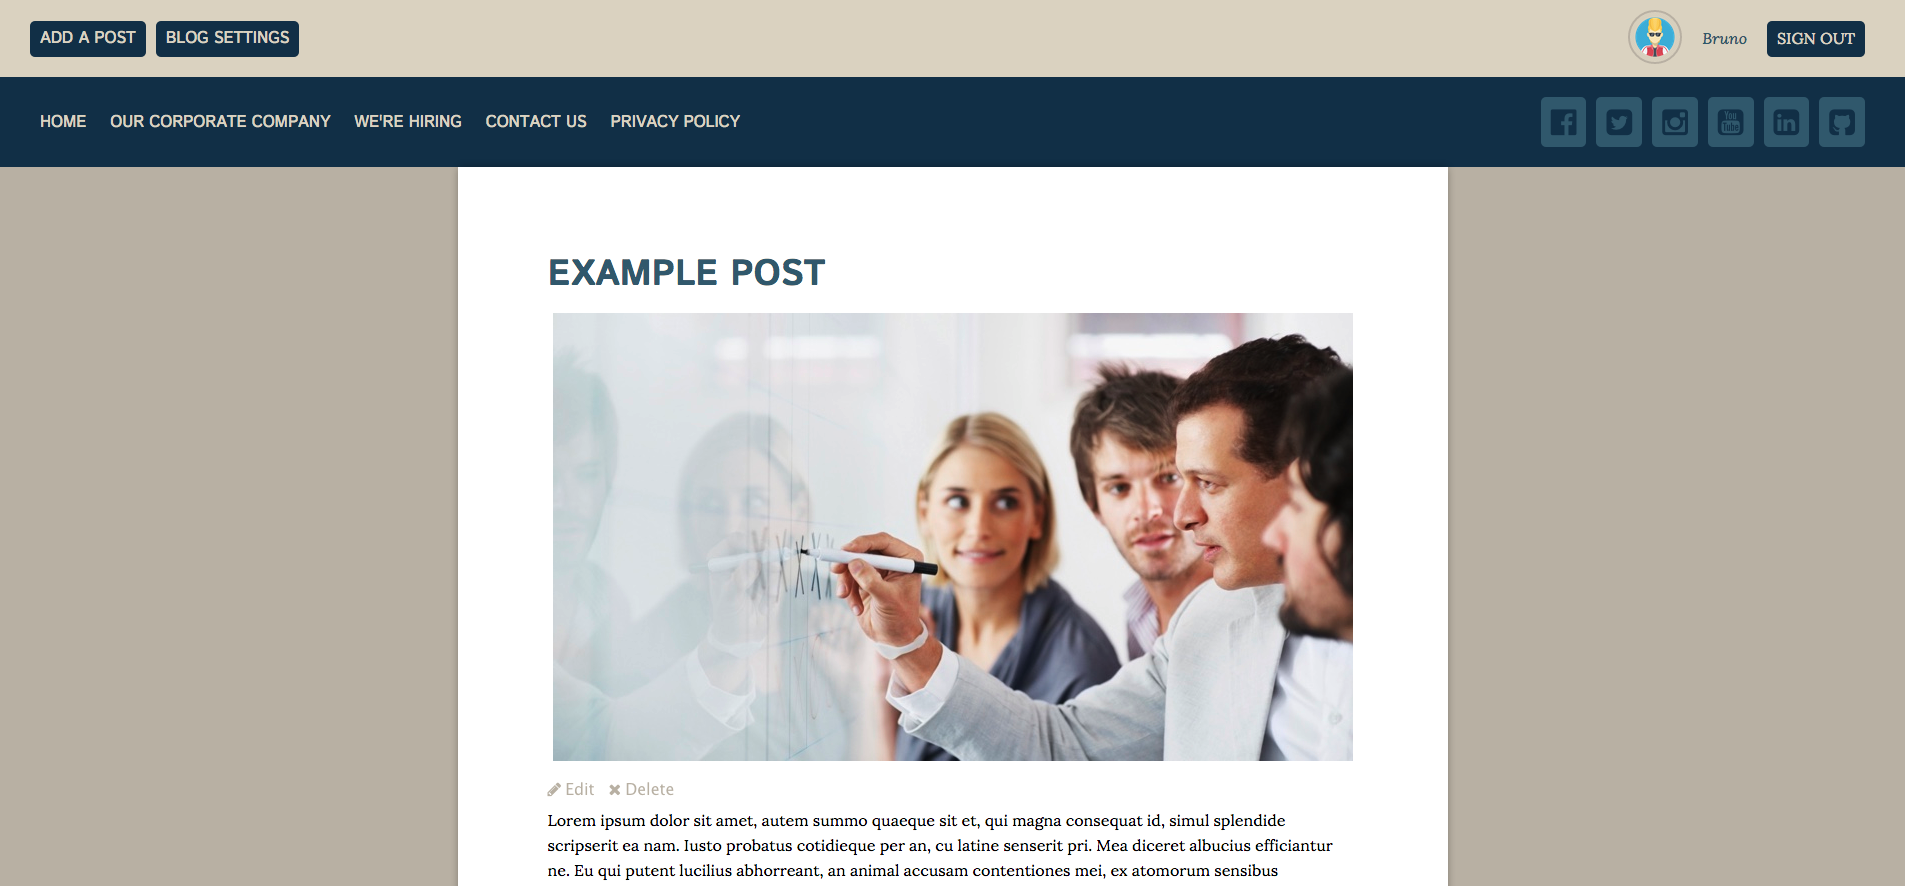 ADD A POST BLOG SETTINGS Bruno SIGN OUT
HOME OUR CORPORATE COMPANY WE'RE HIRING CONTACT US PRIVACY POLICY You Tube in
EXAMPLE POST
Edit Delete
Lorem ipsum dolor sit amet, autem summo quaeque sit et, qui magna consequat id, simul splendide
scripserit ea nam. Iusto probatus cotidieque per an, cu latine senserit pri. Mea diceret albucius efficiantur
ne. Eu qui putent lucilius abhorreant, an animal accusam contentiones mei, ex atomorum sensibus